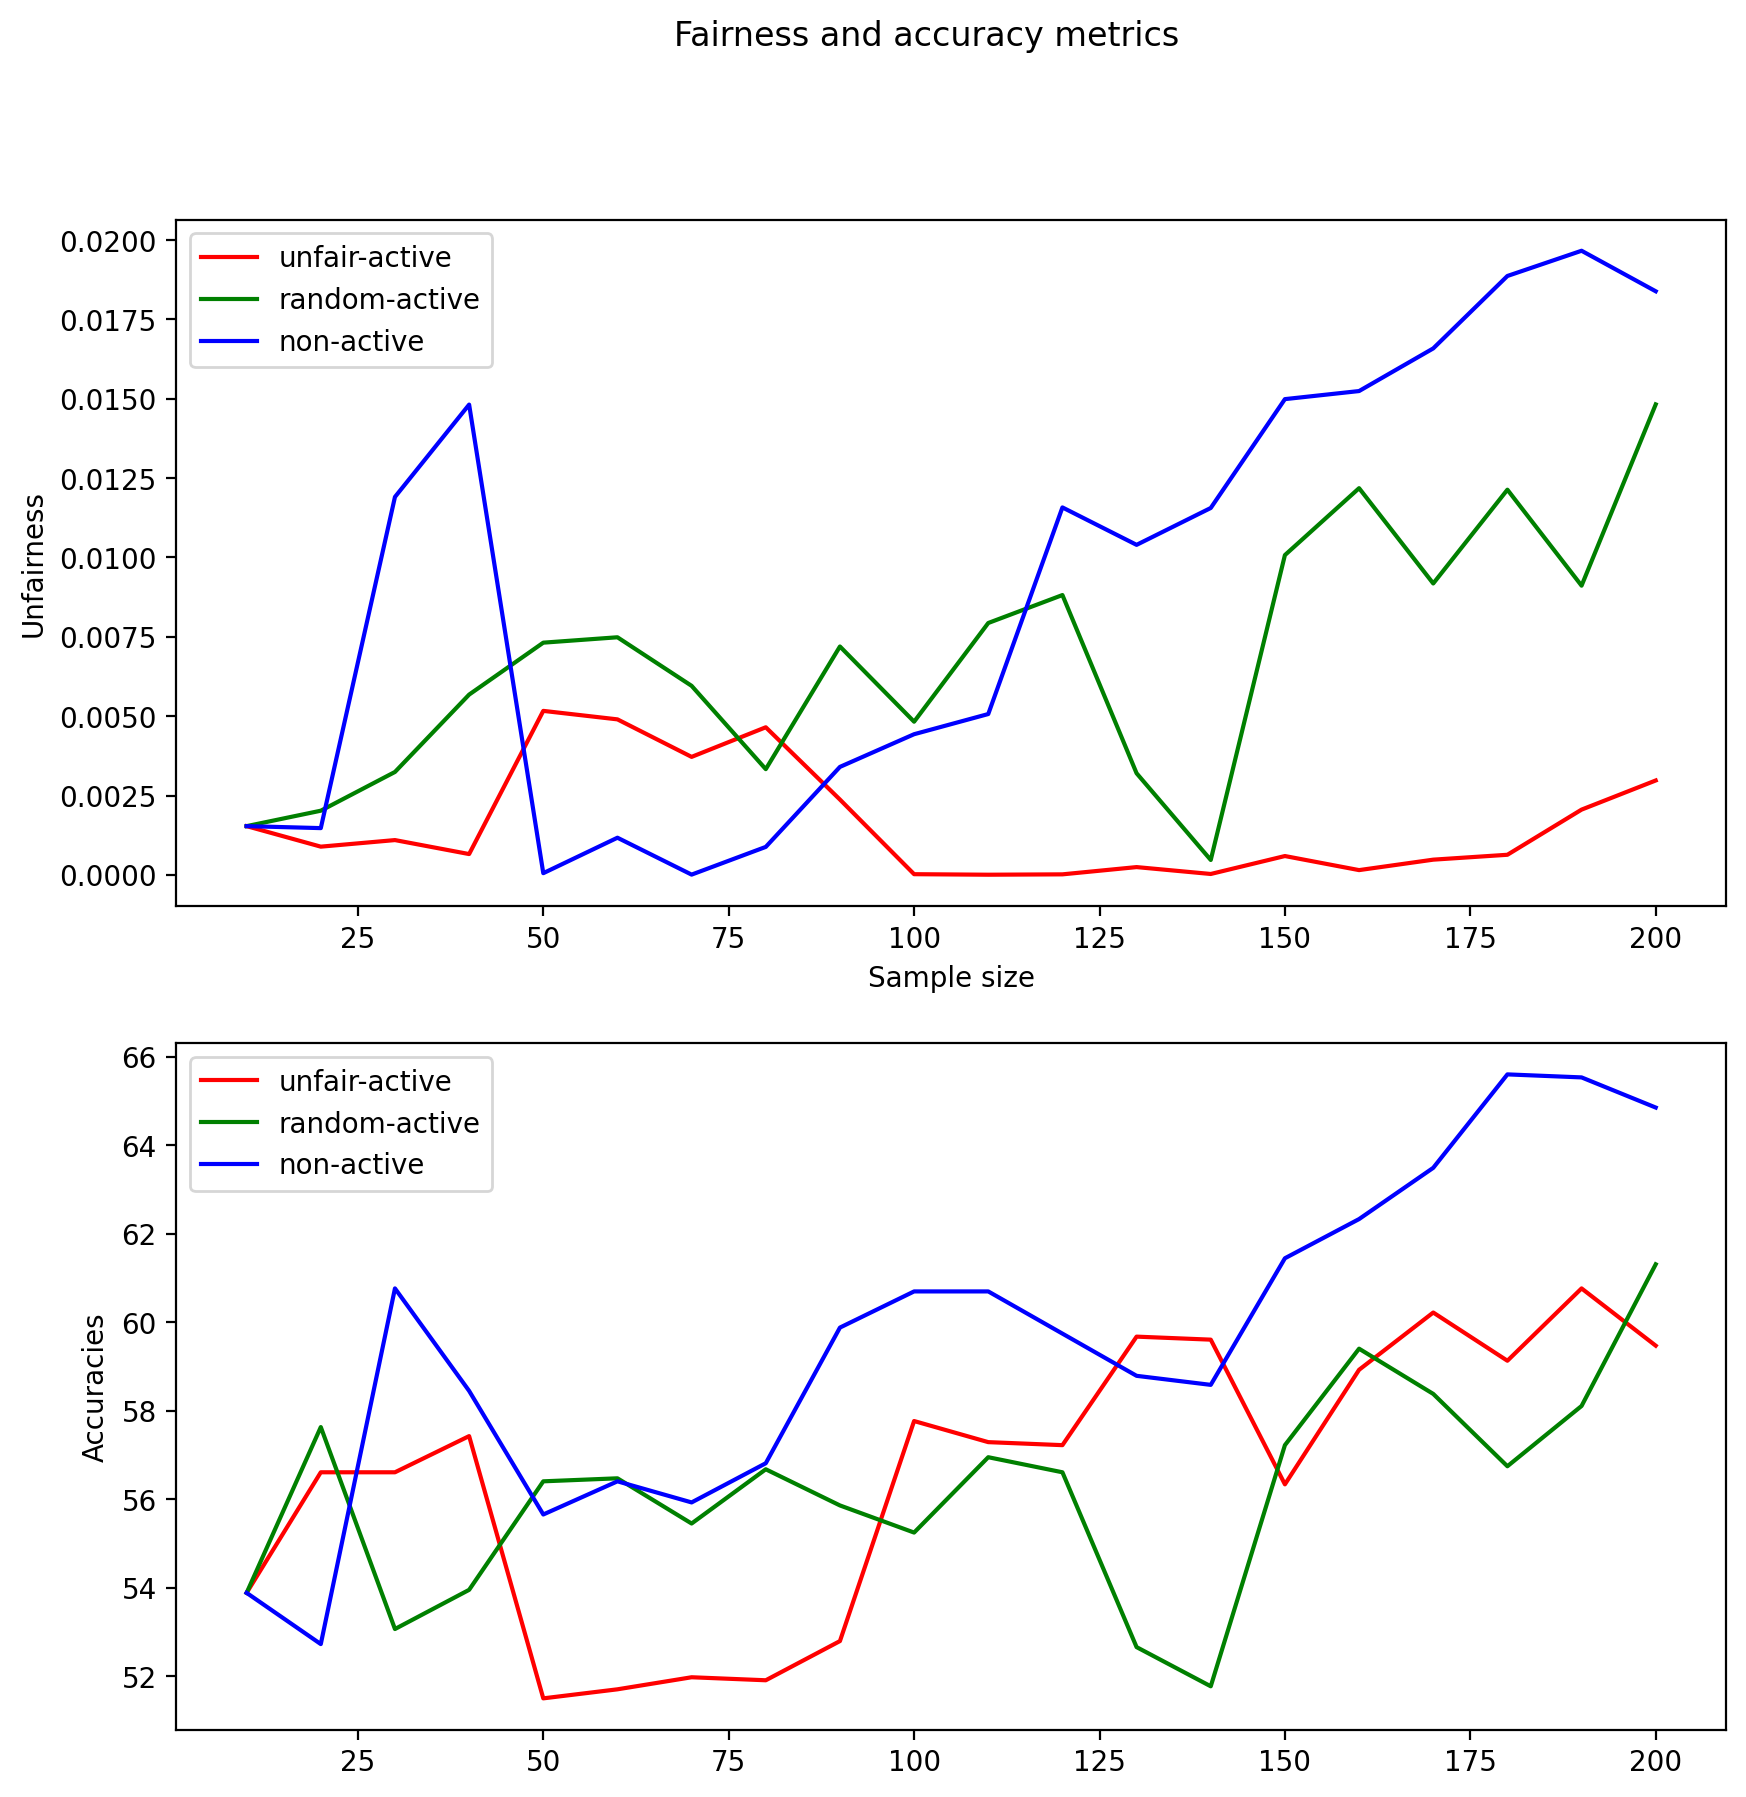 Fairness and accuracy metrics
unfair-active
random-active
non-active
Unfairness
0.0200
0.0175
0.0150
0.0125
0.0100
0.0075
0.0050
0.0025
0.0000
25 50 75 100 125 150 175 200
Sample size
unfair-active
random-active
non-active
Accuracies
66
64
62
60
58
56
54
52
25 50 75 100 125 150 175 200